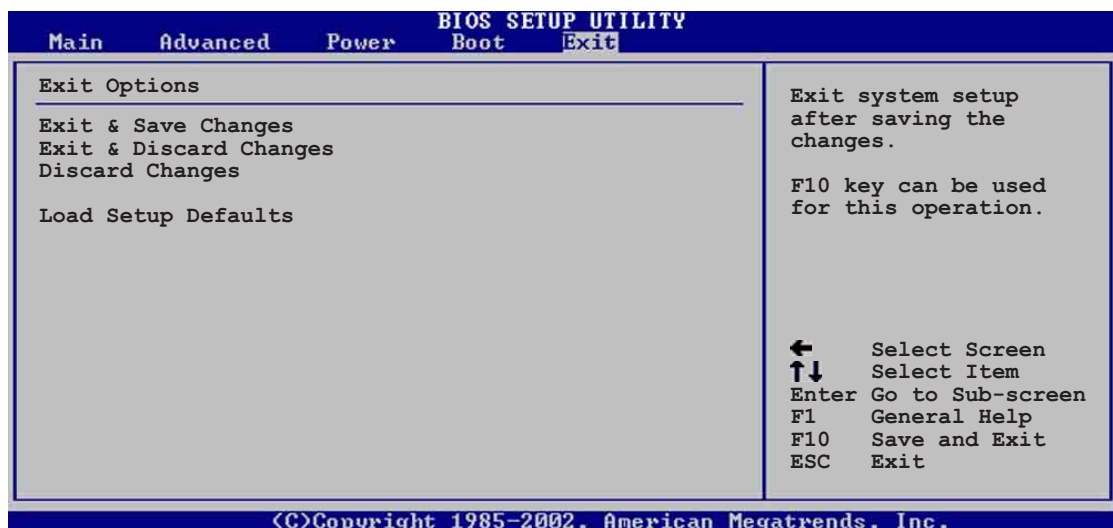 BIOS SETUP UTILITY
Main Advanced Power Boot Exit
Exit Options
Exit & Save Changes
Exit & Discard Changes
Discard Changes
Load Setup Defaults
Exit system setup
after saving the
changes.
F10 key can be used
for this operation.
← Select Screen
↑↓ Select Item
Enter Go to Sub-screen
F1 General Help
F10 Save and Exit
ESC Exit
(C)Copyright 1985-2002, American Megatrends, Inc.